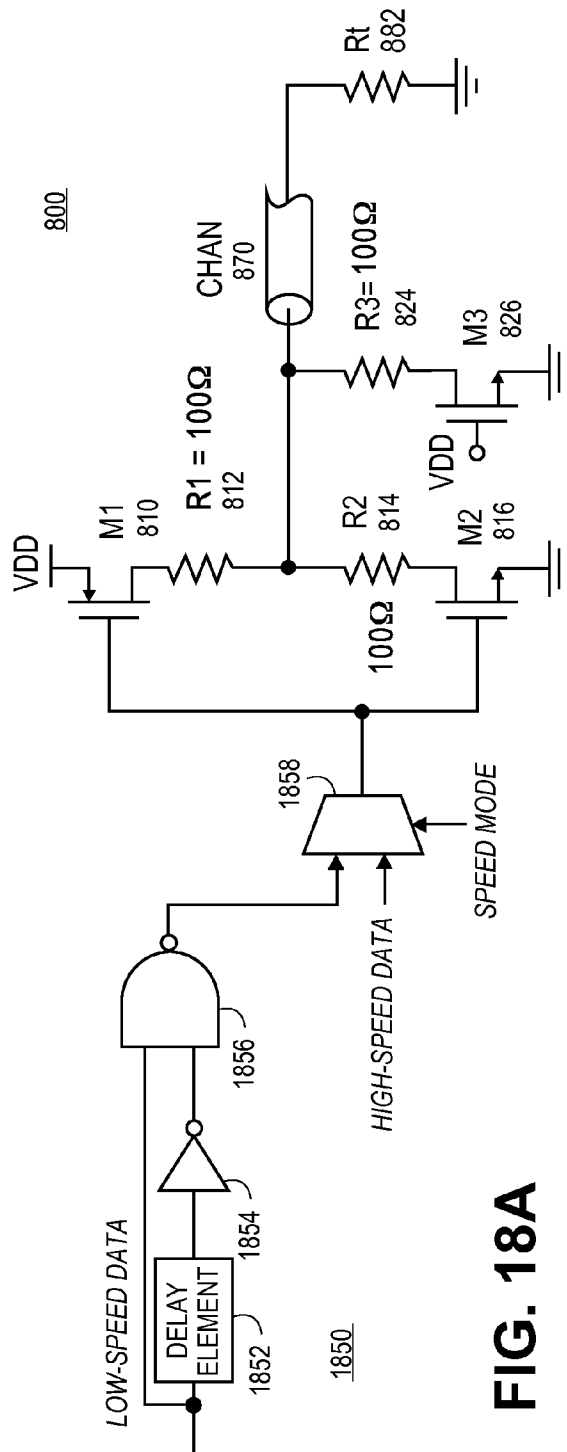 800
VDD
M1
810
R1 = 100Ω
812
CHAN
870
Rt
882
R2
814
100Ω
M2
816
R3= 100Ω
824
VDD
M3
826
LOW-SPEED DATA
DELAY
ELEMENT
1852
1854
1856
1858
HIGH-SPEED DATA
SPEED MODE
1850
FIG. 18A